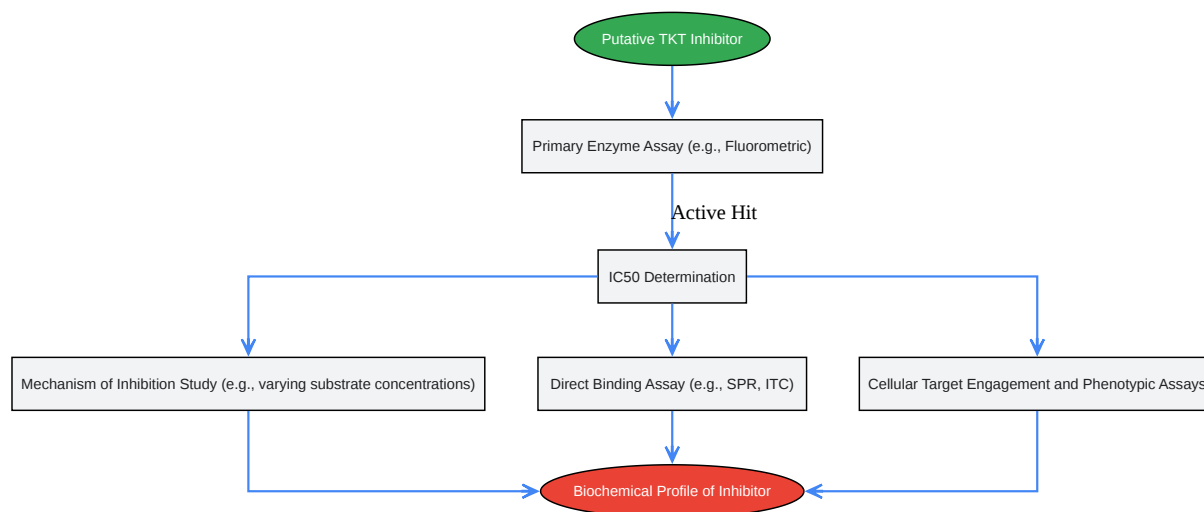 Putative TKT Inhibitor
Primary Enzyme Assay (e.g., Fluorometric)
Active Hit
IC50 Determination
Mechanism of Inhibition Study (e.g., varying substrate concentrations)
Direct Binding Assay (e.g., SPR, ITC)
Cellular Target Engagement and Phenotypic Assays
Biochemical Profile of Inhibitor